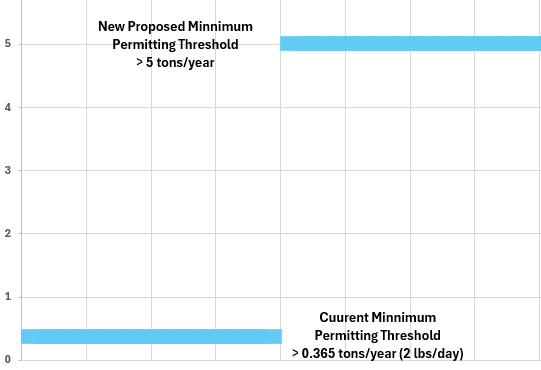 New Proposed Minnimum
Permitting Threshold
> 5 tons/year
5
4
3
2
1
0
Cuurent Minnimum
Permitting Threshold
> 0.365 tons/year (2 lbs/day)